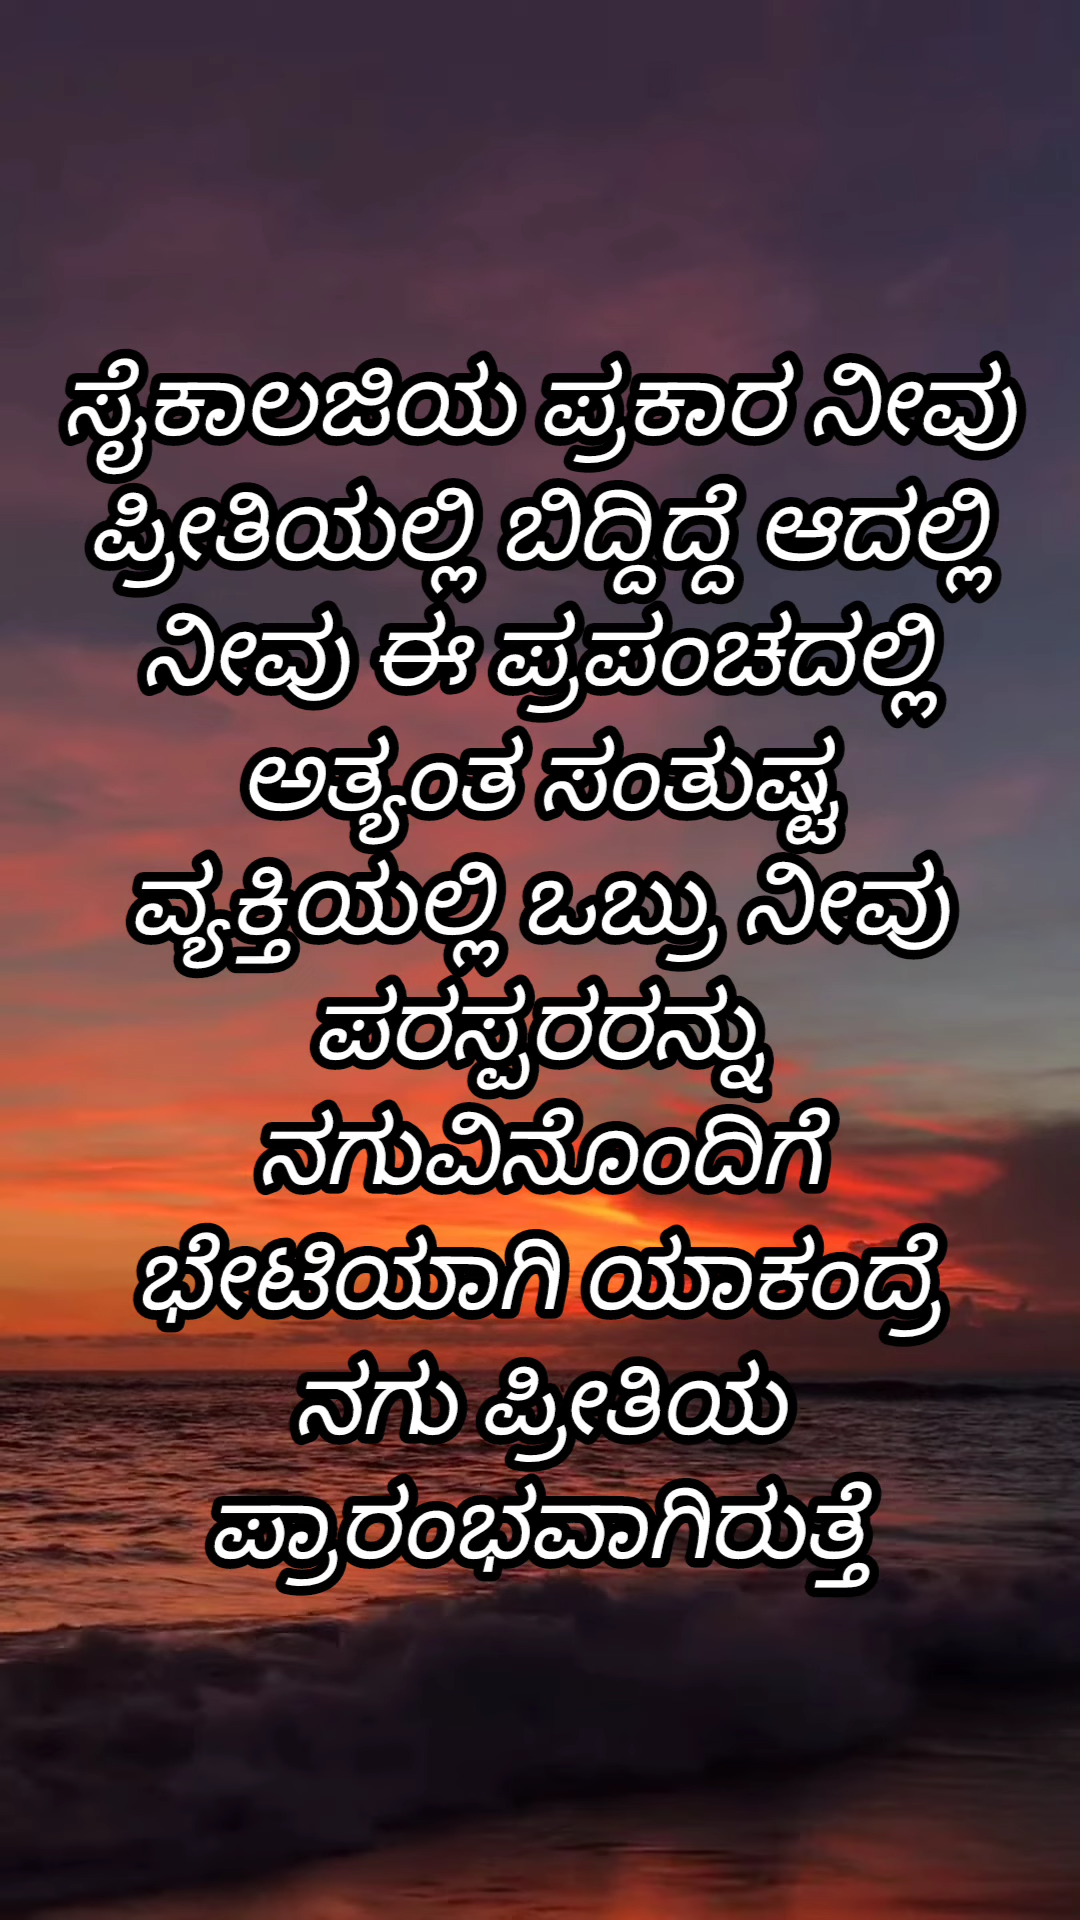 ಸೈಕಾಲಜಿಯ ಪ್ರಕಾರ ನೀವು
ಪ್ರೀತಿಯಲ್ಲಿ ಬಿದ್ದಿದ್ದೆ ಆದಲ್ಲಿ
ನೀವು ಈ ಪ್ರಪಂಚದಲ್ಲಿ
ಅತ್ಯಂತ ಸಂತುಷ್ಟ
ವ್ಯಕ್ತಿಯಲ್ಲಿ ಒಬ್ರು ನೀವು
ಪರಸ್ಪರರನ್ನು
ನಗುವಿನೊಂದಿಗೆ
ಭೇಟಿಯಾಗಿ ಯಾಕಂದ್ರೆ
ನಗು ಪ್ರೀತಿಯ
ಪ್ರಾರಂಭವಾಗಿರುತ್ತೆ